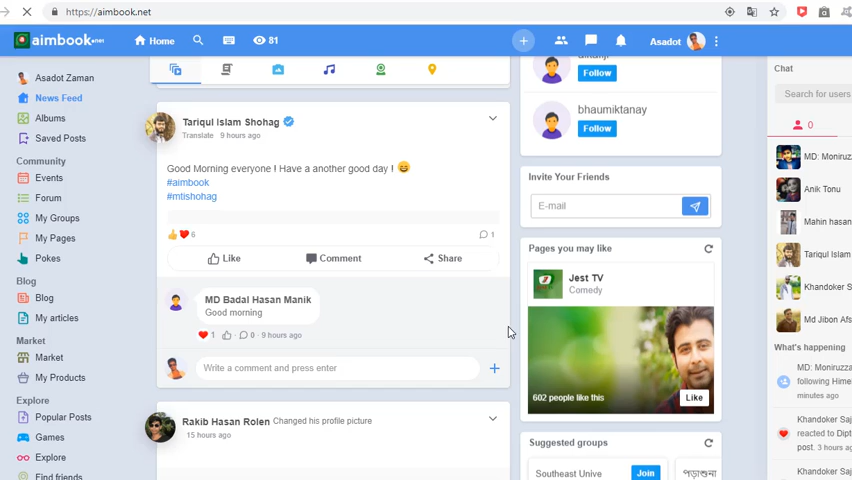 https://aimbook.net
aimbook.net
Home
81
Asadot
Asadot Zaman
News Feed
Albums
Saved Posts
Community
Events
Forum
My Groups
My Pages
Pokes
Blog
Blog
My articles
Market
Market
My Products
Explore
Popular Posts
Games
Explore
Find friends
Tariqul Islam Shohag
Translate 9 hours ago
Good Morning everyone ! Have a another good day !
#aimbook
#mtishohag
6
1
Like
Comment
Share
MD Badal Hasan Manik
Good morning
1 · 0 · 9 hours ago
Write a comment and press enter
Rakib Hasan Rolen Changed his profile picture
15 hours ago
Follow
bhaumiktanay
Follow
Invite Your Friends
E-mail
Pages you may like
Jest TV
Comedy
602 people like this
Like
Suggested groups
Southeast Unive
Join
পড়াশুনা
Chat
Search for users
0
MD: Moniruz
Anik Tonu
Mahin hasar
Tariqul Islam
Khandoker S
Md Jibon Afs
What's happening
MD: Moniruzza
following Hime
minutes ago
Khandoker Saj
reacted to Dipt
post. 3 hours ag
Khandoker Saj